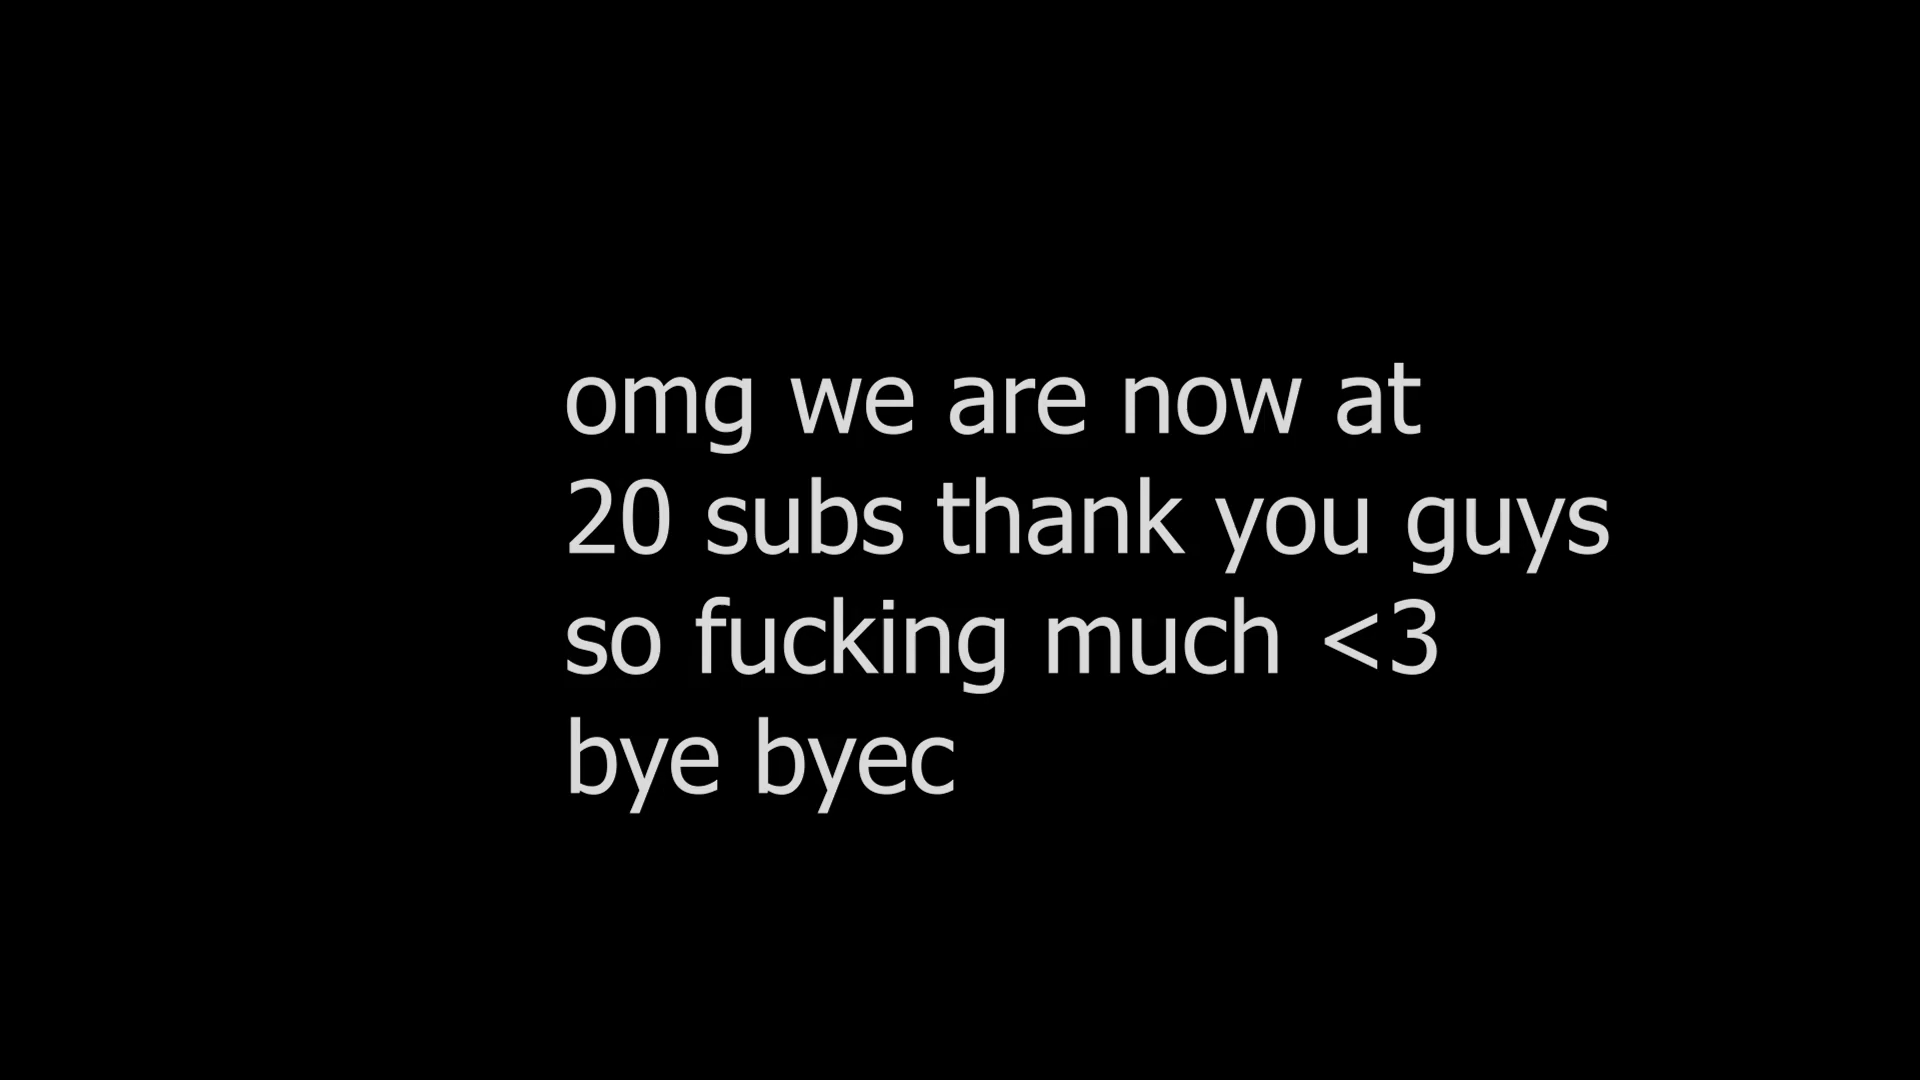 omg we are now at
20 subs thank you guys
so fucking much <3
bye byec